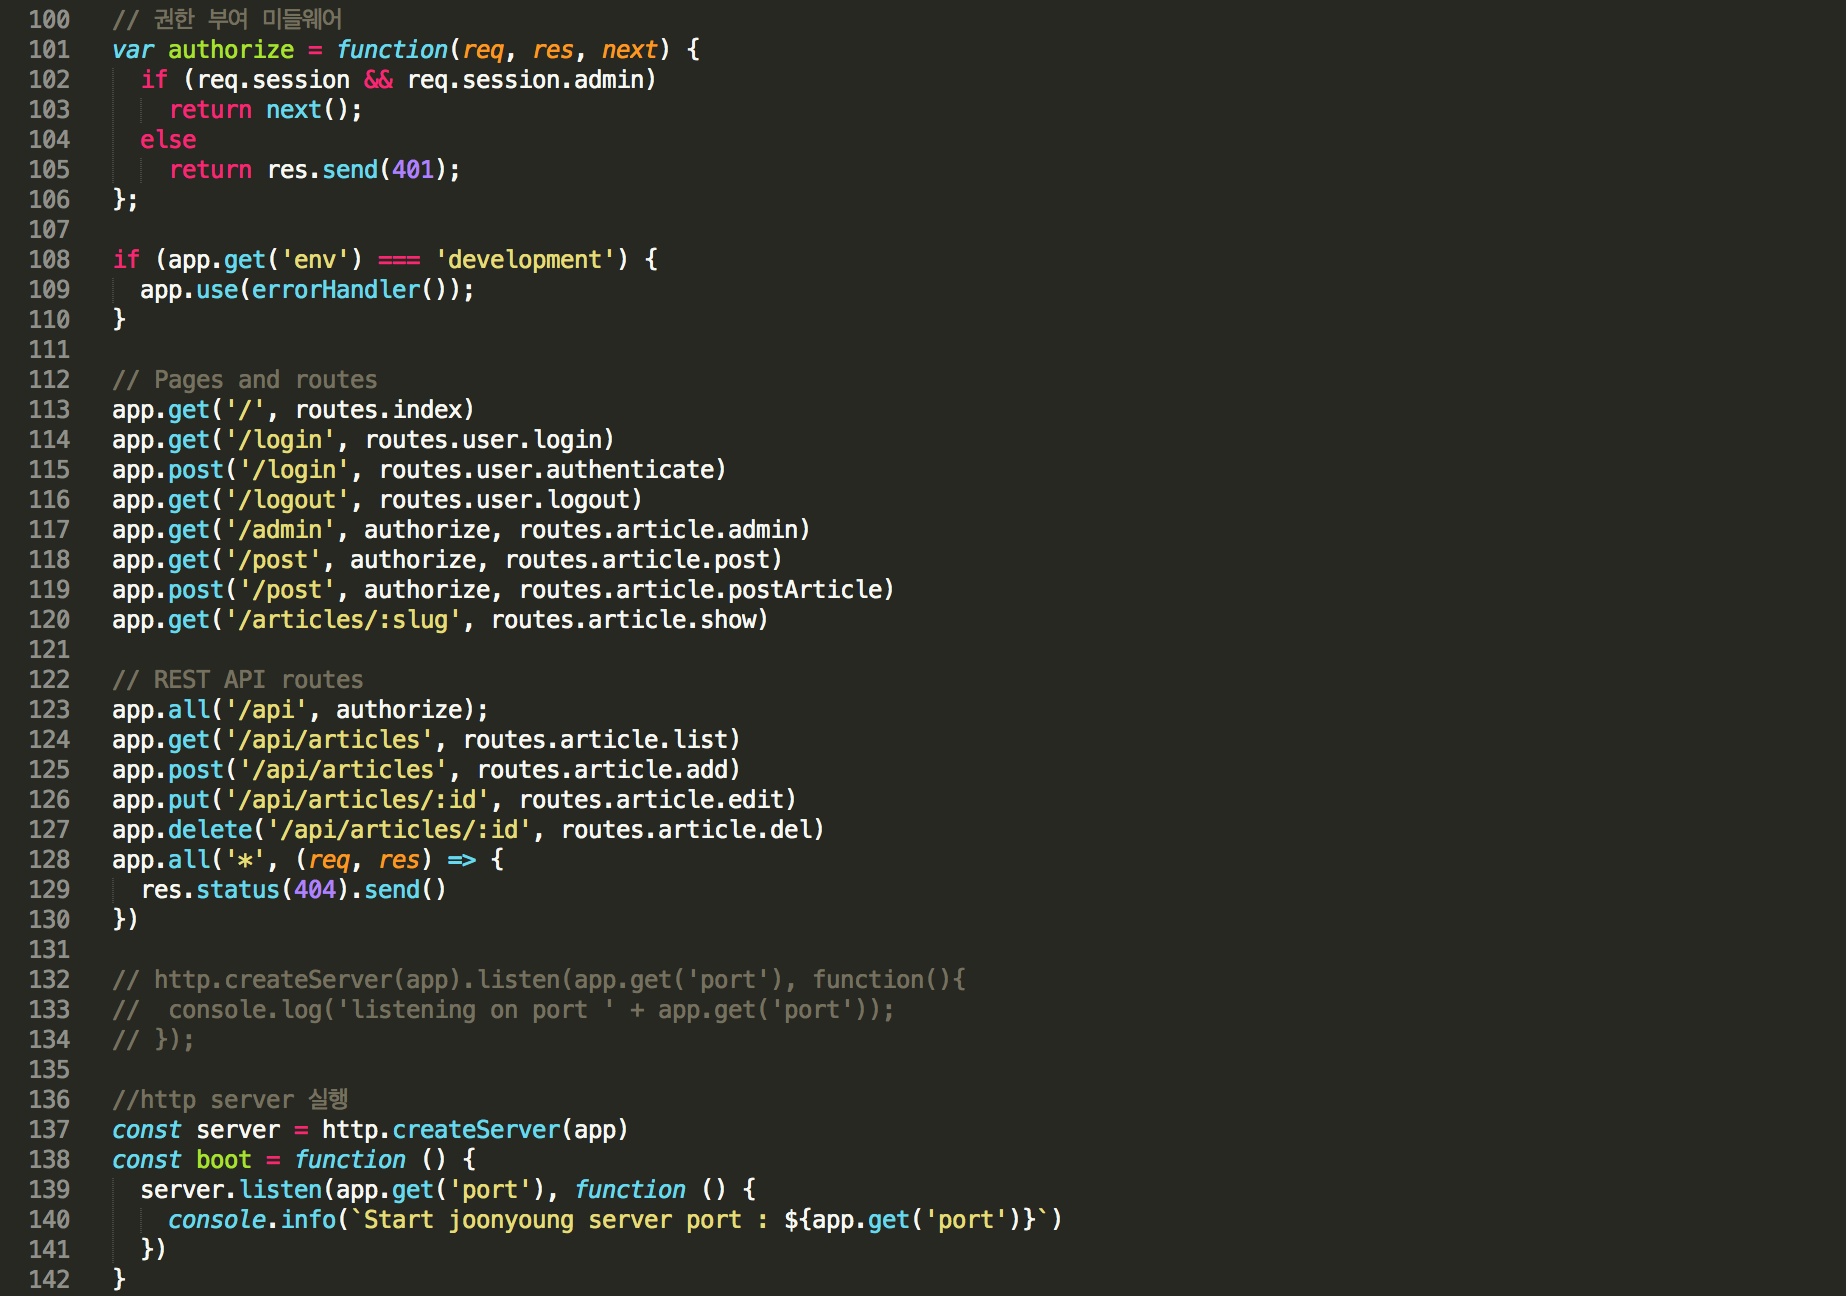 100 // 권한 부여 미들웨어
101 var authorize = function(req, res, next) {
102   if (req.session && req.session.admin)
103     return next();
104   else
105     return res.send(401);
106 };
107
108 if (app.get('env') === 'development') {
109   app.use(errorHandler());
110 }
111
112 // Pages and routes
113 app.get('/', routes.index)
114 app.get('/login', routes.user.login)
115 app.post('/login', routes.user.authenticate)
116 app.get('/logout', routes.user.logout)
117 app.get('/admin', authorize, routes.article.admin)
118 app.get('/post', authorize, routes.article.post)
119 app.post('/post', authorize, routes.article.postArticle)
120 app.get('/articles/:slug', routes.article.show)
121
122 // REST API routes
123 app.all('/api', authorize);
124 app.get('/api/articles', routes.article.list)
125 app.post('/api/articles', routes.article.add)
126 app.put('/api/articles/:id', routes.article.edit)
127 app.delete('/api/articles/:id', routes.article.del)
128 app.all('*', (req, res) => {
129   res.status(404).send()
130 })
131
132 // http.createServer(app).listen(app.get('port'), function(){
133 //  console.log('listening on port ' + app.get('port'));
134 // });
135
136 //http server 실행
137 const server = http.createServer(app)
138 const boot = function () {
139   server.listen(app.get('port'), function () {
140     console.info(`Start joonyoung server port : ${app.get('port')}`)
141   })
142 }